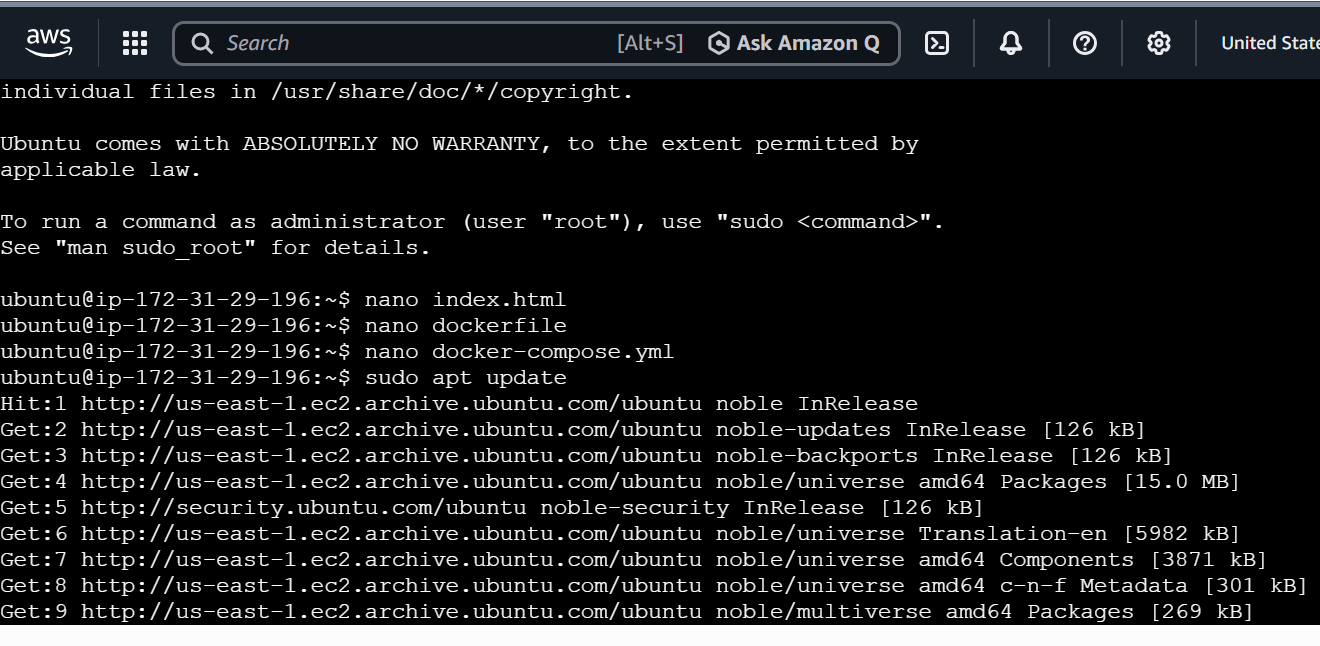 aws
Search [Alt+S] Ask Amazon Q
individual files in /usr/share/doc/*/copyright.
Ubuntu comes with ABSOLUTELY NO WARRANTY, to the extent permitted by
applicable law.
To run a command as administrator (user "root"), use "sudo <command>".
See "man sudo_root" for details.
ubuntu@ip-172-31-29-196:~$ nano index.html
ubuntu@ip-172-31-29-196:~$ nano dockerfile
ubuntu@ip-172-31-29-196:~$ nano docker-compose.yml
ubuntu@ip-172-31-29-196:~$ sudo apt update
Hit:1 http://us-east-1.ec2.archive.ubuntu.com/ubuntu noble InRelease
Get:2 http://us-east-1.ec2.archive.ubuntu.com/ubuntu noble-updates InRelease [126 kB]
Get:3 http://us-east-1.ec2.archive.ubuntu.com/ubuntu noble-backports InRelease [126 kB]
Get:4 http://us-east-1.ec2.archive.ubuntu.com/ubuntu noble/universe amd64 Packages [15.0 MB]
Get:5 http://security.ubuntu.com/ubuntu noble-security InRelease [126 kB]
Get:6 http://us-east-1.ec2.archive.ubuntu.com/ubuntu noble/universe Translation-en [5982 kB]
Get:7 http://us-east-1.ec2.archive.ubuntu.com/ubuntu noble/universe amd64 Components [3871 kB]
Get:8 http://us-east-1.ec2.archive.ubuntu.com/ubuntu noble/universe amd64 c-n-f Metadata [301 kB]
Get:9 http://us-east-1.ec2.archive.ubuntu.com/ubuntu noble/multiverse amd64 Packages [269 kB]
United